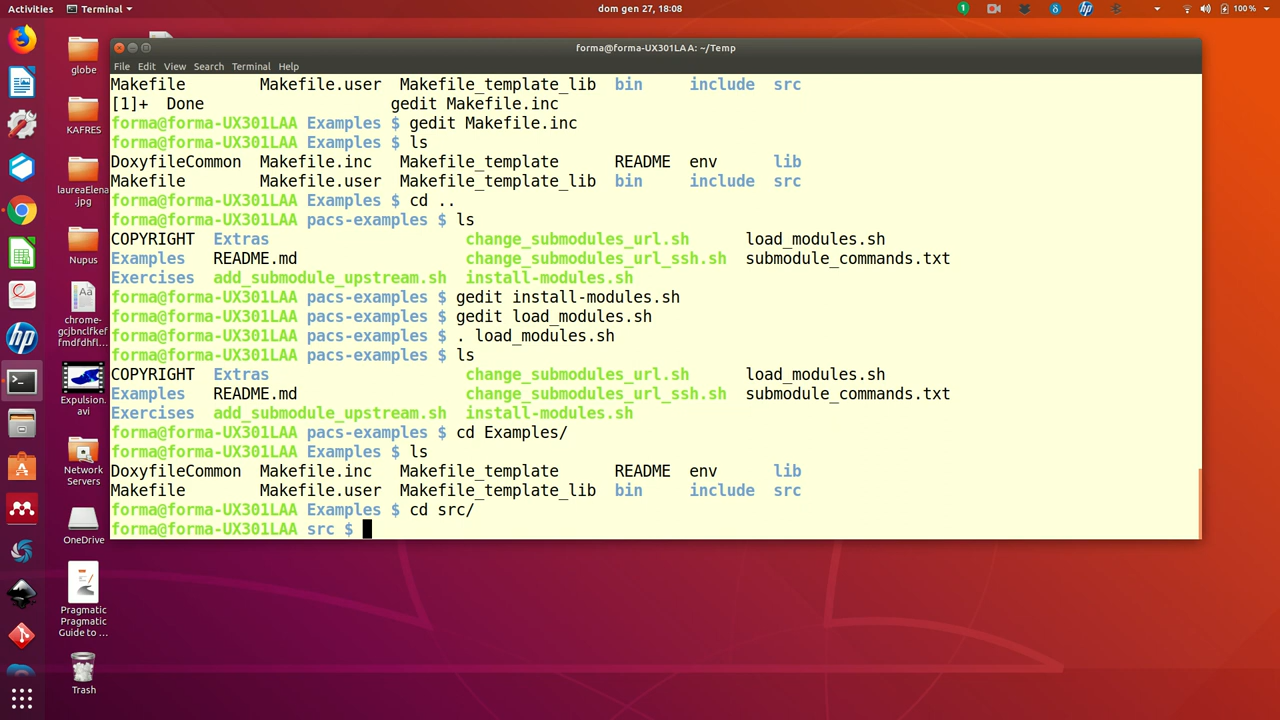 Activities
Terminal
dom gen 27, 18:08
1
100 %
forma@forma-UX301LAA: ~/Temp
File Edit View Search Terminal Help
Makefile Makefile.user Makefile_template_lib bin include src
[1]+ Done gedit Makefile.inc
forma@forma-UX301LAA Examples $ gedit Makefile.inc
forma@forma-UX301LAA Examples $ ls
DoxyfileCommon Makefile.inc Makefile_template README env lib
Makefile Makefile.user Makefile_template_lib bin include src
forma@forma-UX301LAA Examples $ cd ..
forma@forma-UX301LAA pacs-examples $ ls
COPYRIGHT Extras change_submodules_url.sh load_modules.sh
Examples README.md change_submodules_url_ssh.sh submodule_commands.txt
Exercises add_submodule_upstream.sh install-modules.sh
forma@forma-UX301LAA pacs-examples $ gedit install-modules.sh
forma@forma-UX301LAA pacs-examples $ gedit load_modules.sh
forma@forma-UX301LAA pacs-examples $ . load_modules.sh
forma@forma-UX301LAA pacs-examples $ ls
COPYRIGHT Extras change_submodules_url.sh load_modules.sh
Examples README.md change_submodules_url_ssh.sh submodule_commands.txt
Exercises add_submodule_upstream.sh install-modules.sh
forma@forma-UX301LAA pacs-examples $ cd Examples/
forma@forma-UX301LAA Examples $ ls
DoxyfileCommon Makefile.inc Makefile_template README env lib
Makefile Makefile.user Makefile_template_lib bin include src
forma@forma-UX301LAA Examples $ cd src/
forma@forma-UX301LAA src $
globe
KAFRES
laureaElena.
jpg
Nupus
chrome-
gcjbnclfkef
fmdfdhfl...
Expulsion.
avi
Network
Servers
OneDrive
Pragmatic
Pragmatic
Guide to ...
Trash
hp
hp